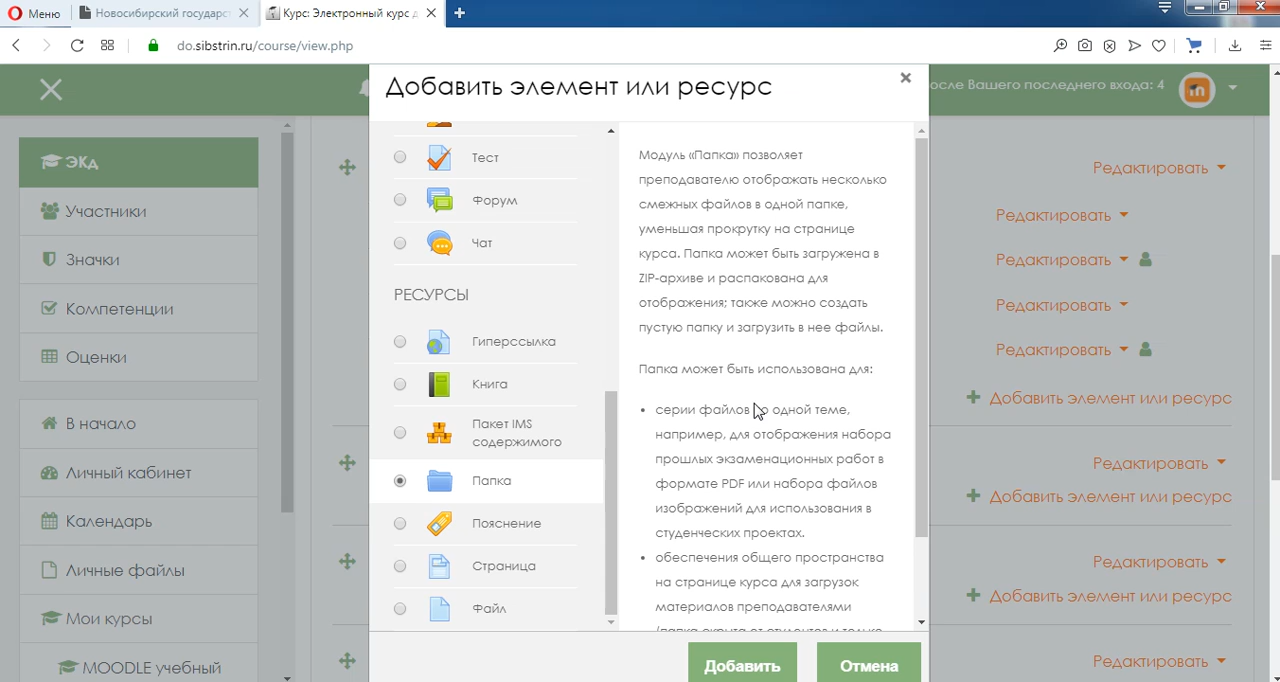 Меню
Новосибирский государст
Курс: Электронный курс д
do.sibstrin.ru/course/view.php
осле Вашего последнего входа: 4
Добавить элемент или ресурс
ЭКд
Участники
Значки
Компетенции
Оценки
В начало
Личный кабинет
Календарь
Личные файлы
Мои курсы
MOODLE учебный
Тест
Форум
Чат
РЕСУРСЫ
Гиперссылка
Книга
Пакет IMS
содержимого
Папка
Пояснение
Страница
Файл
Модуль «Папка» позволяет
преподавателю отображать несколько
смежных файлов в одной папке,
уменьшая прокрутку на странице
курса. Папка может быть загружена в
ZIP-архиве и распакована для
отображения; также можно создать
пустую папку и загрузить в нее файлы.
Папка может быть использована для:
серии файлов по одной теме,
например, для отображения набора
прошлых экзаменационных работ в
формате PDF или набора файлов
изображений для использования в
студенческих проектах.
обеспечения общего пространства
на странице курса для загрузок
материалов преподавателями
(папка скрыта от студентов и только
Добавить
Отмена
Редактировать
Редактировать
Редактировать
Редактировать
Редактировать
Добавить элемент или ресурс
Редактировать
Добавить элемент или ресурс
Редактировать
Добавить элемент или ресурс
Редактировать